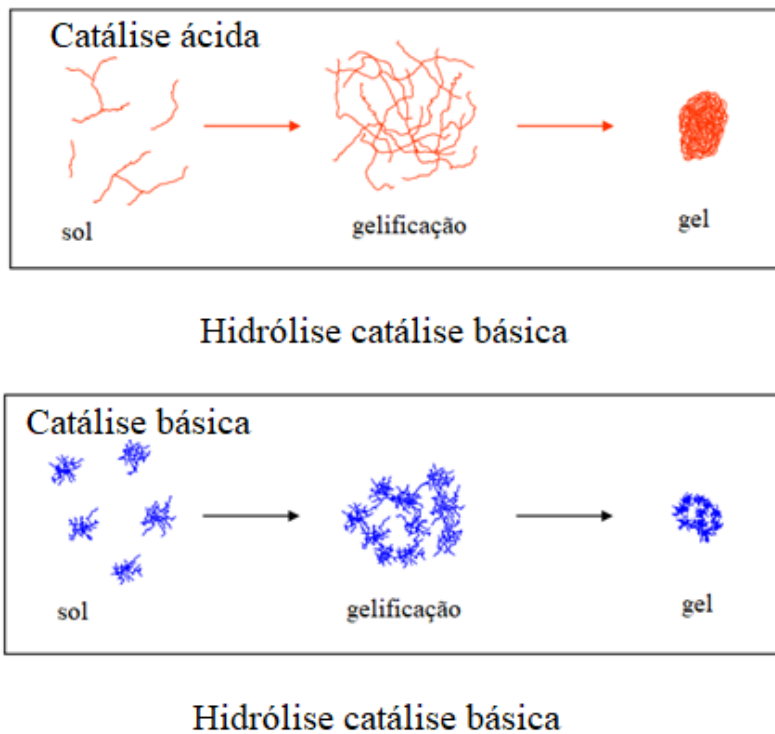 Catálise ácida
sol
gelificação
gel
Hidrólise catálise básica
Catálise básica
sol
gelificação
gel
Hidrólise catálise básica